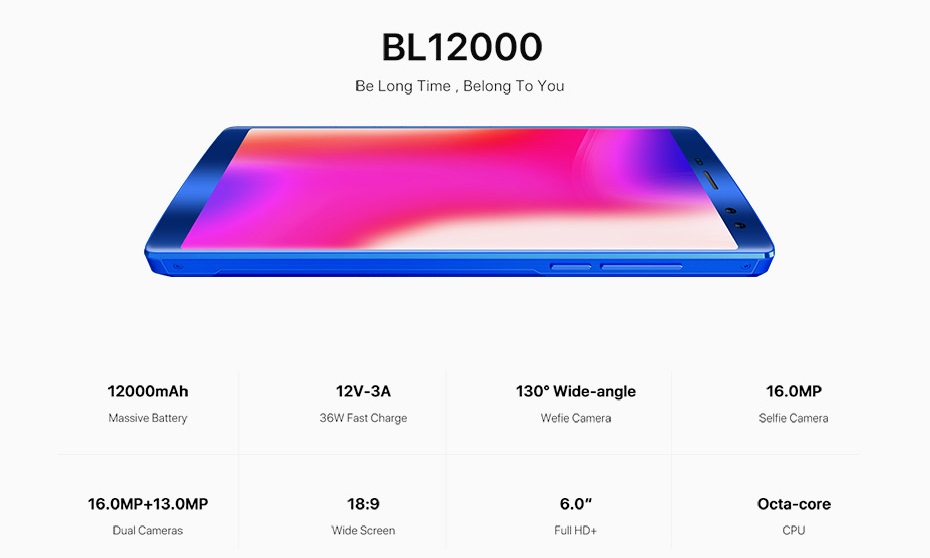 BL12000
Be Long Time , Belong To You
12000mAh
Massive Battery
12V-3A
36W Fast Charge
130° Wide-angle
Wefie Camera
16.0MP
Selfie Camera
16.0MP+13.0MP
Dual Cameras
18:9
Wide Screen
6.0”
Full HD+
Octa-core
CPU